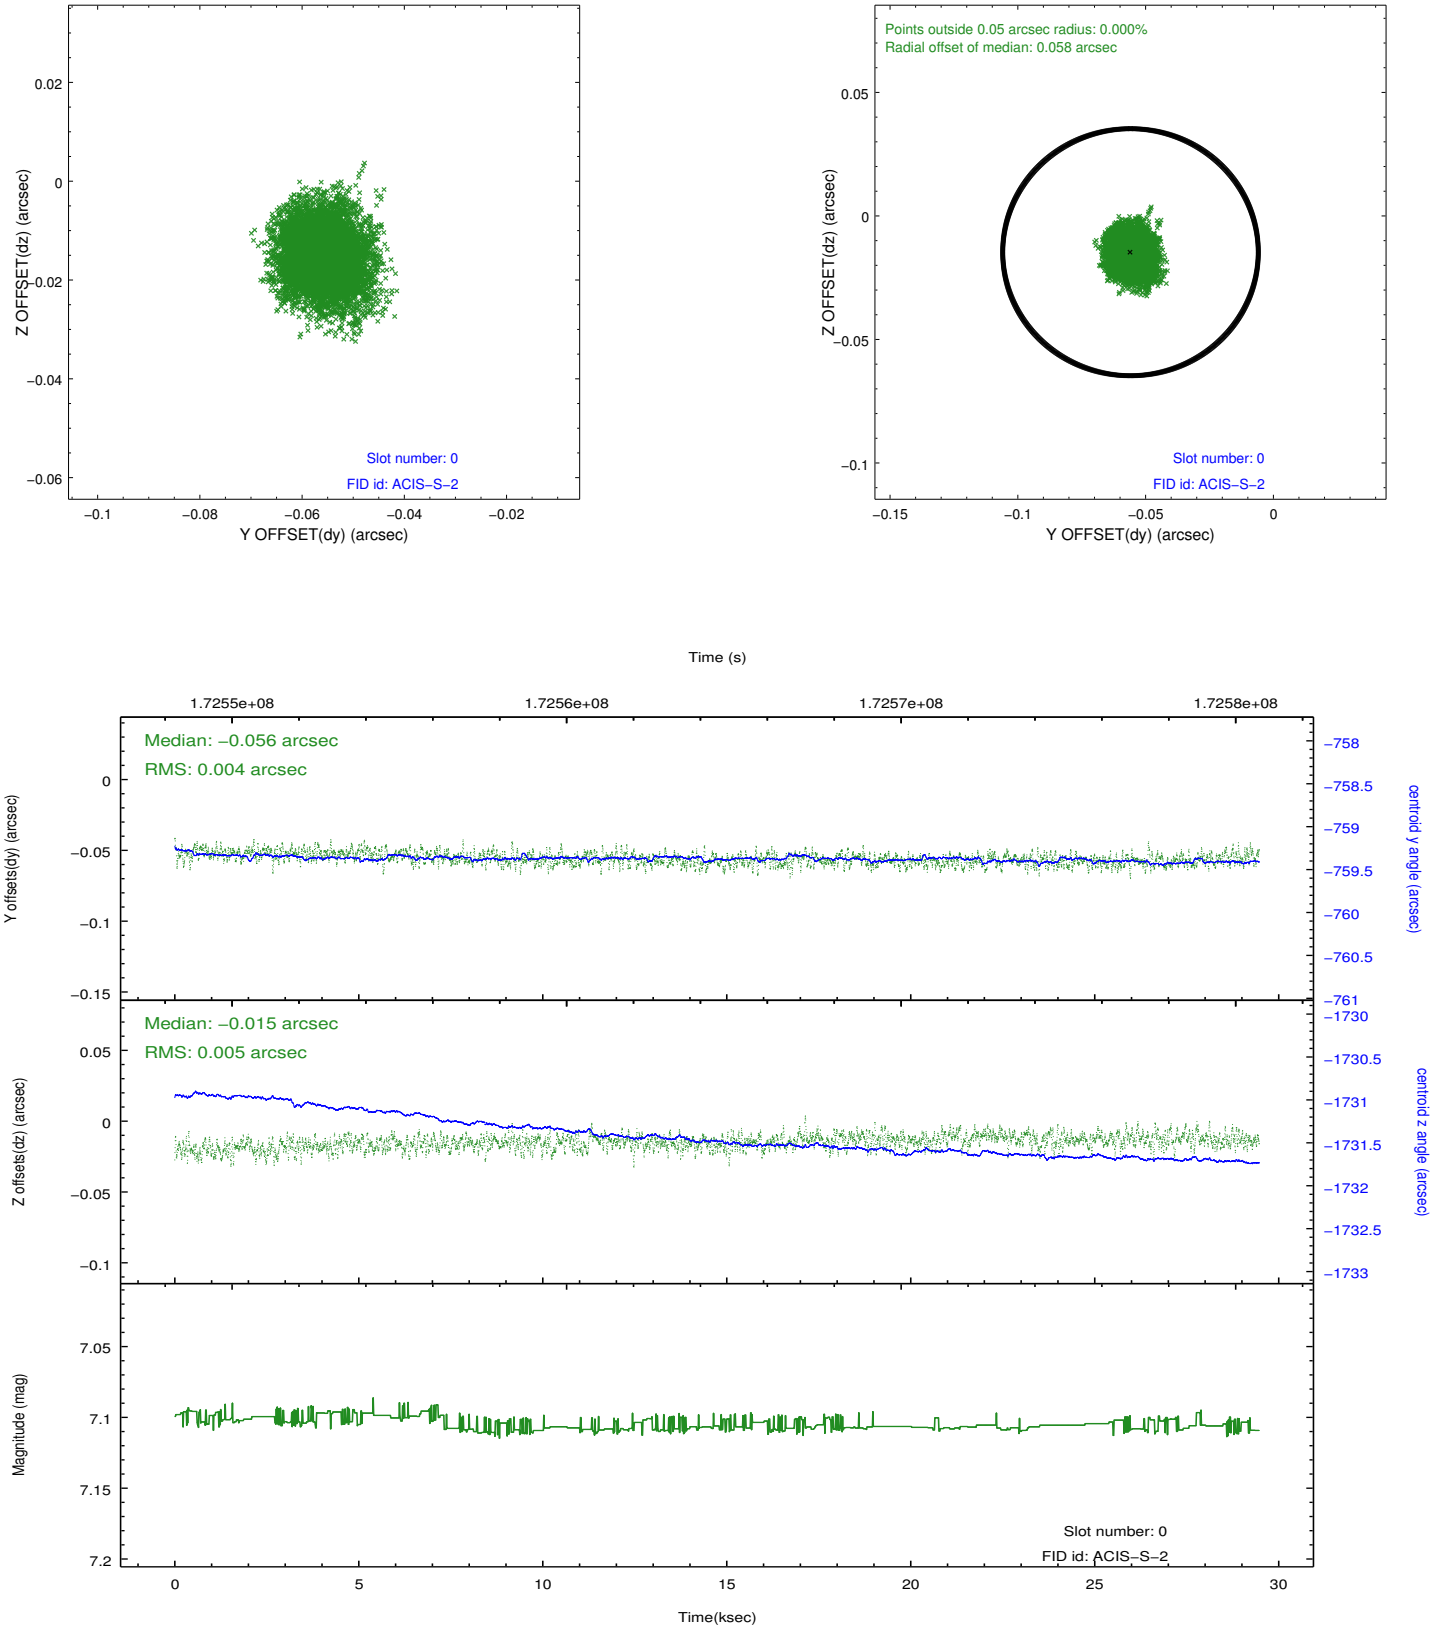 0.02
0
−0.02
−0.04
−0.06
Z OFFSET(dz) (arcsec)
Slot number: 0
FID id: ACIS−S−2
−0.1
−0.08
−0.06
−0.04
−0.02
Y OFFSET(dy) (arcsec)
Points outside 0.05 arcsec radius: 0.000%
Radial offset of median: 0.058 arcsec
0.05
0
−0.05
−0.1
Z OFFSET(dz) (arcsec)
Slot number: 0
FID id: ACIS−S−2
−0.15
−0.1
−0.05
0
Y OFFSET(dy) (arcsec)
Time (s)
1.7255e+08
1.7256e+08
1.7257e+08
1.7258e+08
Median: −0.056 arcsec
RMS: 0.004 arcsec
0
−0.05
−0.1
−0.15
Y offsets(dy) (arcsec)
−758
−758.5
−759
−759.5
−760
−760.5
−761
centroid y angle (arcsec)
Median: −0.015 arcsec
RMS: 0.005 arcsec
0.05
0
−0.05
−0.1
Z offsets(dz) (arcsec)
−1730
−1730.5
−1731
−1731.5
−1732
−1732.5
−1733
centroid z angle (arcsec)
7.05
7.1
7.15
7.2
Magnitude (mag)
Slot number: 0
FID id: ACIS−S−2
0
5
10
15
20
25
30
Time(ksec)